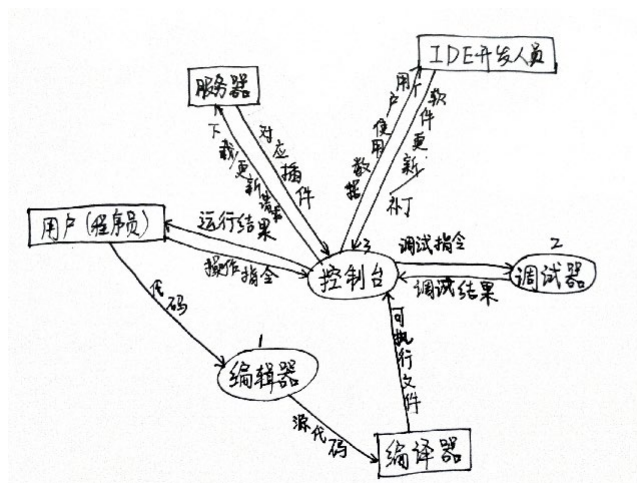 IDE开发人员
服务器
用户使用数据
软件更新补丁
下载更新请求
对应插件
用户(程序员)
运行结果
操作指令
3
控制台
调试指令
调试结果
2
调试器
代码
1
编辑器
可执行文件
源代码
编译器